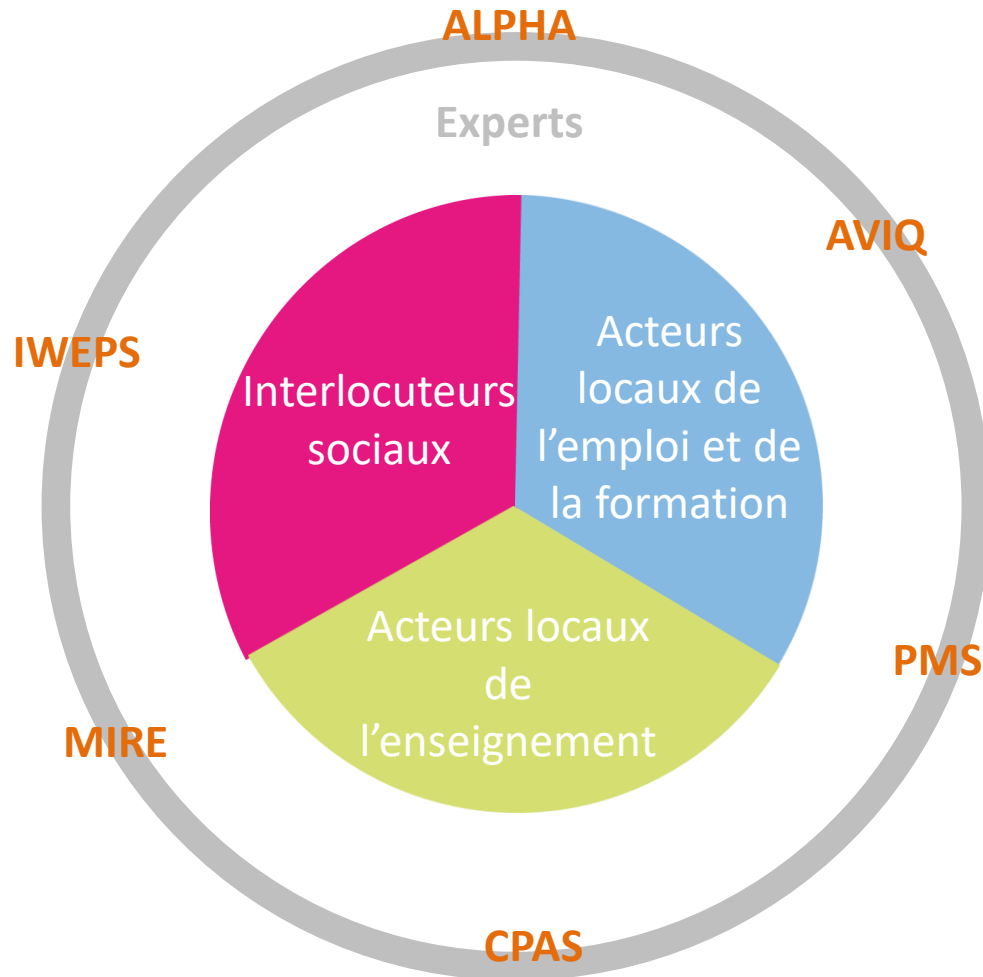 ALPHA
Experts
AVIQ
IWEPS
Interlocuteurs
sociaux
Acteurs
locaux de
l’emploi et de
la formation
Acteurs locaux
de
l’enseignement
PMS
MIRE
CPAS